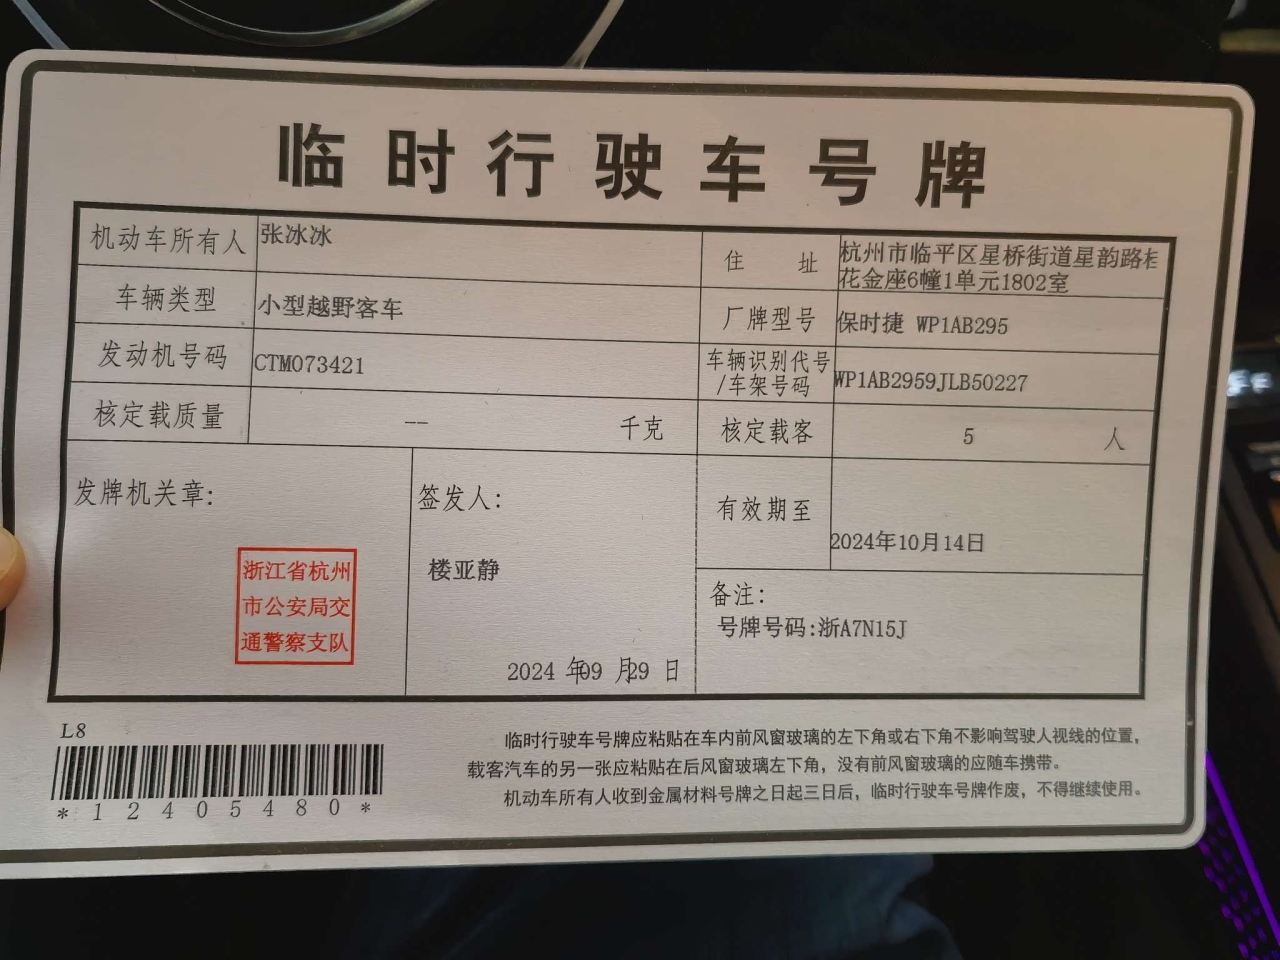 临时行驶车号牌
机动车所有人 张冰冰
住址 杭州市临平区星桥街道星韵路桂
花金座6幢1单元1802室
车辆类型 小型越野客车
厂牌型号 保时捷 WP1AB295
发动机号码 CTM073421
车辆识别代号
/车架号码 WP1AB2959JLB50227
核定载质量 -- 千克
核定载客 5 人
发牌机关章:
浙江省杭州
市公安局交
通警察支队
签发人:
楼亚静
2024 年09 月29 日
有效期至 2024年10月14日
备注:
号牌号码:浙A7N15J
L8
*12405480*
临时行驶车号牌应粘贴在车内前风窗玻璃的左下角或右下角不影响驾驶人视线的位置，
载客汽车的另一张应粘贴在后风窗玻璃左下角，没有前风窗玻璃的应随车携带。
机动车所有人收到金属材料号牌之日起三日后，临时行驶车号牌作废，不得继续使用。